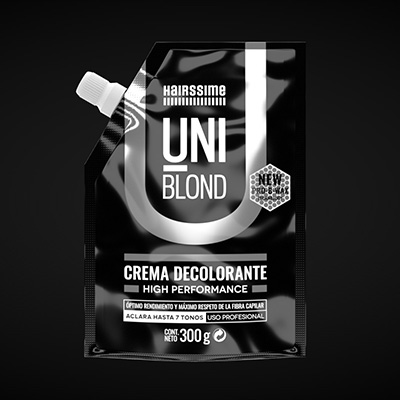 HAIRSSIME
UNI
BLOND
NEW
CREMA DECOLORANTE
HIGH PERFORMANCE
ÓPTIMO RENDIMIENTO Y MÁXIMO RESPETO DE LA FIBRA CAPILAR
ACLARA HASTA 7 TONOS USO PROFESIONAL
CONT. NETO 300g